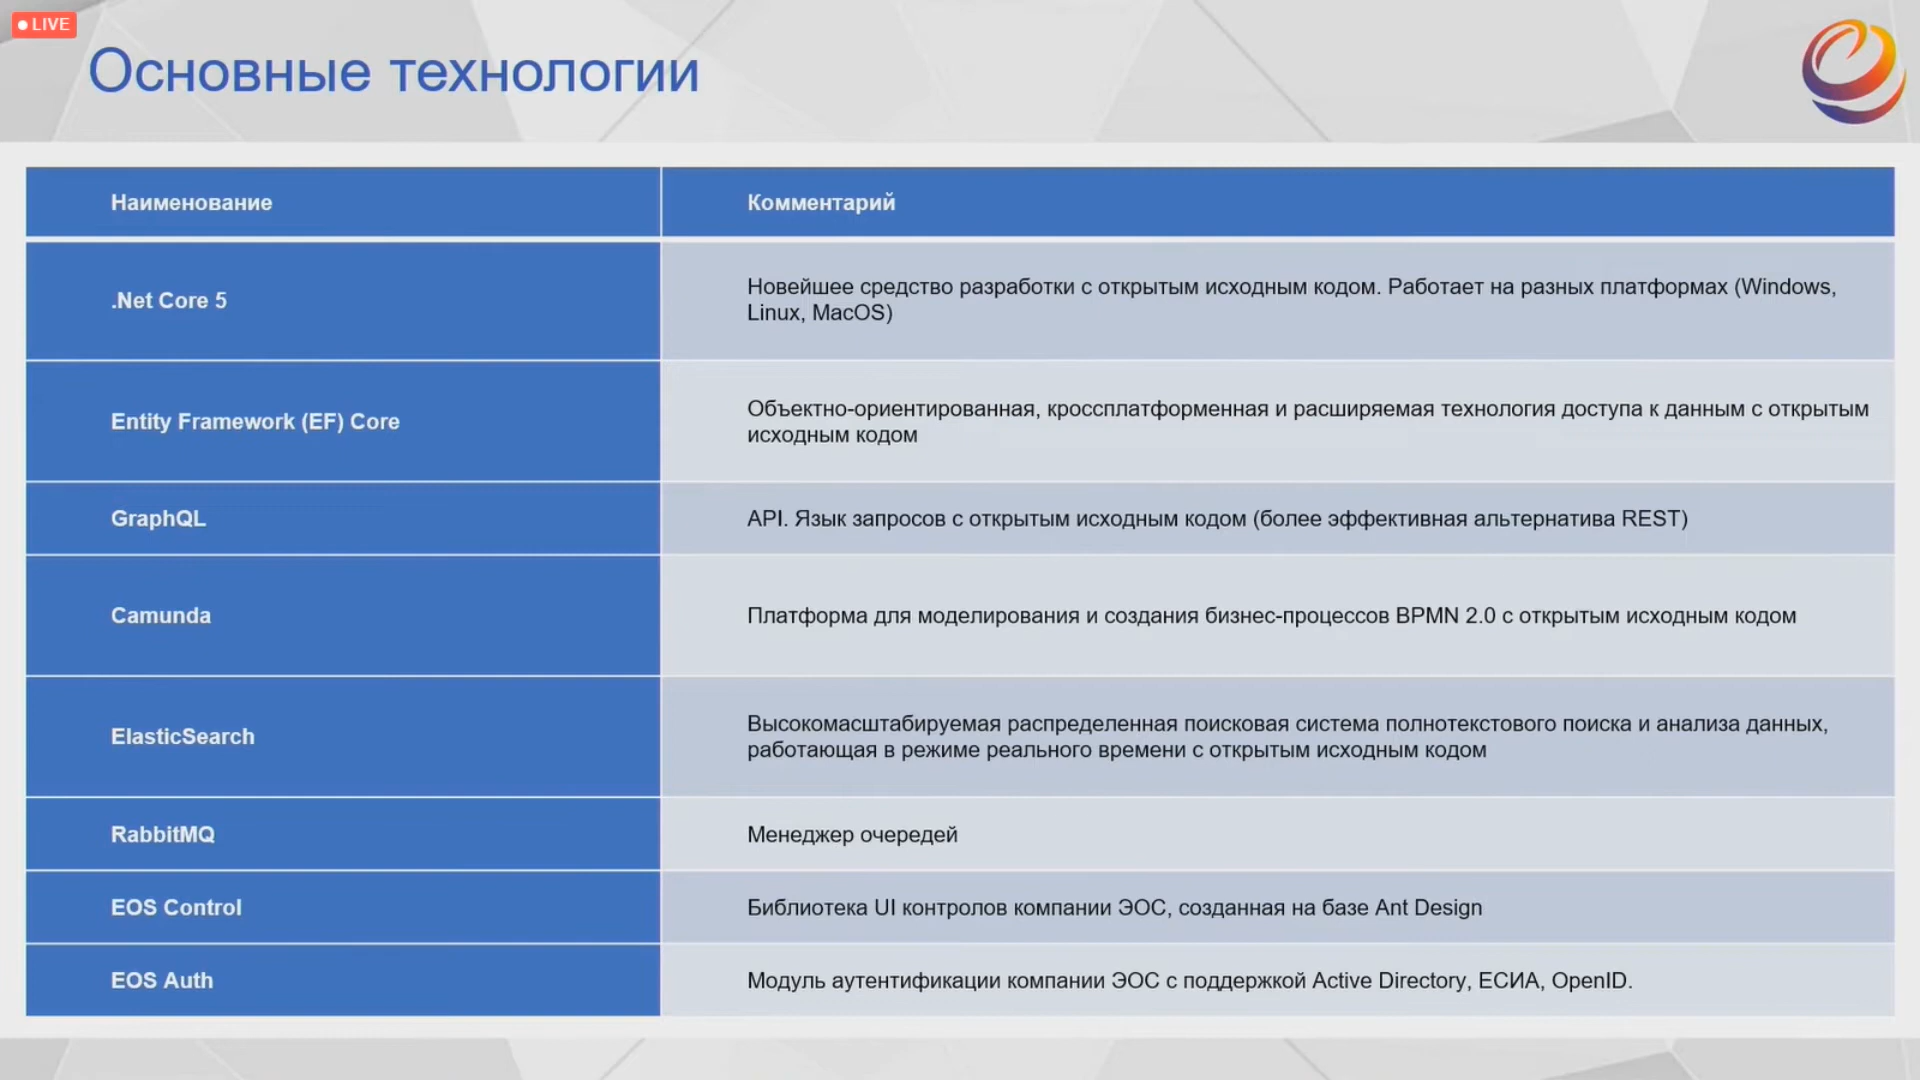 LIVE
Основные технологии
Наименование
Комментарий
.Net Core 5
Новейшее средство разработки с открытым исходным кодом. Работает на разных платформах (Windows,
Linux, MacOS)
Entity Framework (EF) Core
Объектно-ориентированная, кроссплатформенная и расширяемая технология доступа к данным с открытым
исходным кодом
GraphQL
API. Язык запросов с открытым исходным кодом (более эффективная альтернатива REST)
Camunda
Платформа для моделирования и создания бизнес-процессов BPMN 2.0 с открытым исходным кодом
ElasticSearch
Высокомасштабируемая распределенная поисковая система полнотекстового поиска и анализа данных,
работающая в режиме реального времени с открытым исходным кодом
RabbitMQ
Менеджер очередей
EOS Control
Библиотека UI контролов компании ЭОС, созданная на базе Ant Design
EOS Auth
Модуль аутентификации компании ЭОС с поддержкой Active Directory, ЕСИА, OpenID.